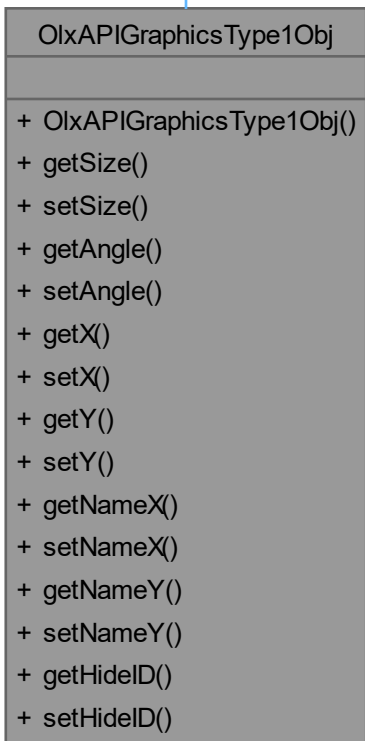 OlxAPIGraphicsType1Obj
+ OlxAPIGraphicsType1Obj()
+ getSize()
+ setSize()
+ getAngle()
+ setAngle()
+ getX()
+ setX()
+ getY()
+ setY()
+ getNameX()
+ setNameX()
+ getNameY()
+ setNameY()
+ getHideID()
+ setHideID()